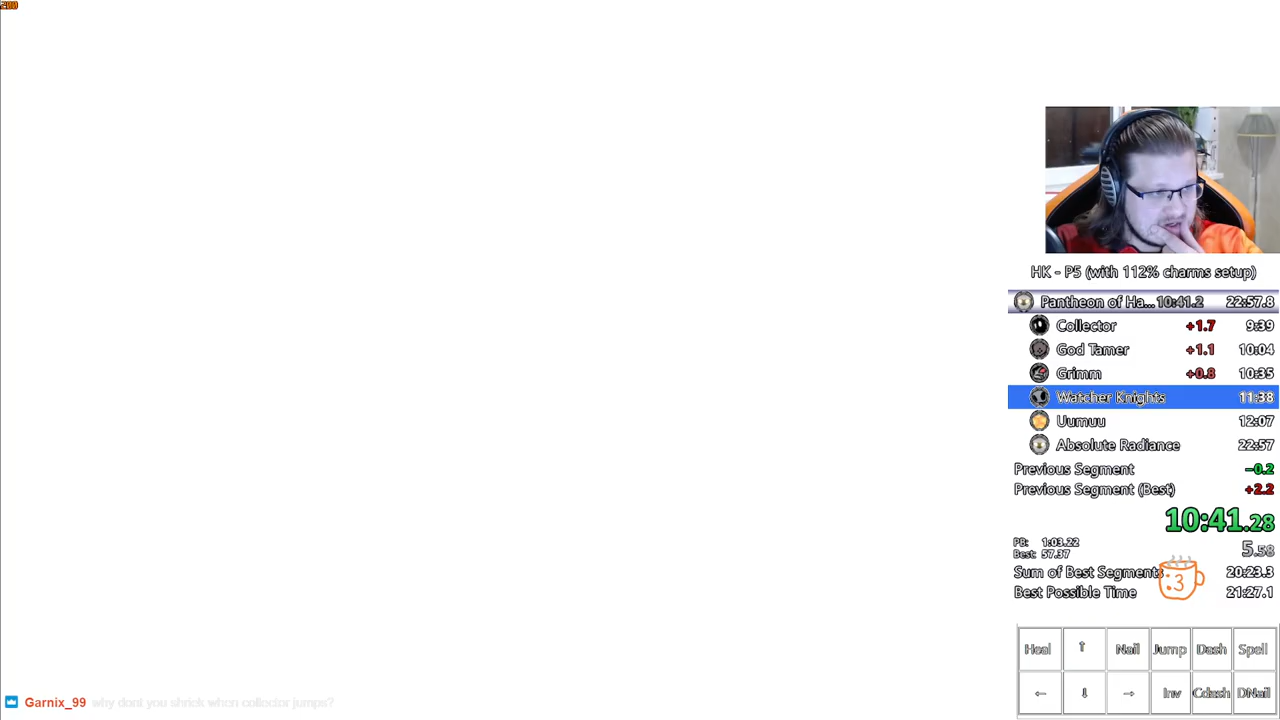 200
HK - P5 (with 112% charms setup)
Pantheon of Ha... 10:41.2 22:57.8
Collector +1.7 9:39
God Tamer +1.1 10:04
Grimm +0.8 10:35
Watcher Knights 11:38
Uumuu 12:07
Absolute Radiance 22:57
Previous Segment −0.2
Previous Segment (Best) +2.2
10:41.28
PB: 1:03.22
Best: 57.37
5.58
Sum of Best Segments 20:23.3
Best Possible Time 21:27.1
Heal ↑ Nail Jump Dash Spell
← ↓ → Inv Cdash DNail
Garnix_99 why dont you shriek when collector jumps?